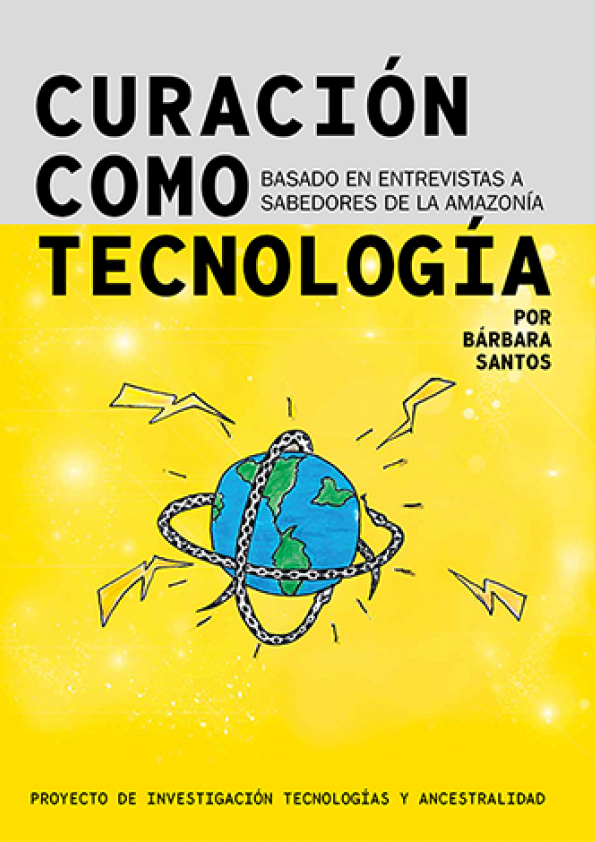 CURACIÓN
COMO
BASADO EN ENTREVISTAS A
SABEDORES DE LA AMAZONÍA
TECNOLOGÍA
POR
BÁRBARA
SANTOS
PROYECTO DE INVESTIGACIÓN TECNOLOGÍAS Y ANCESTRALIDAD